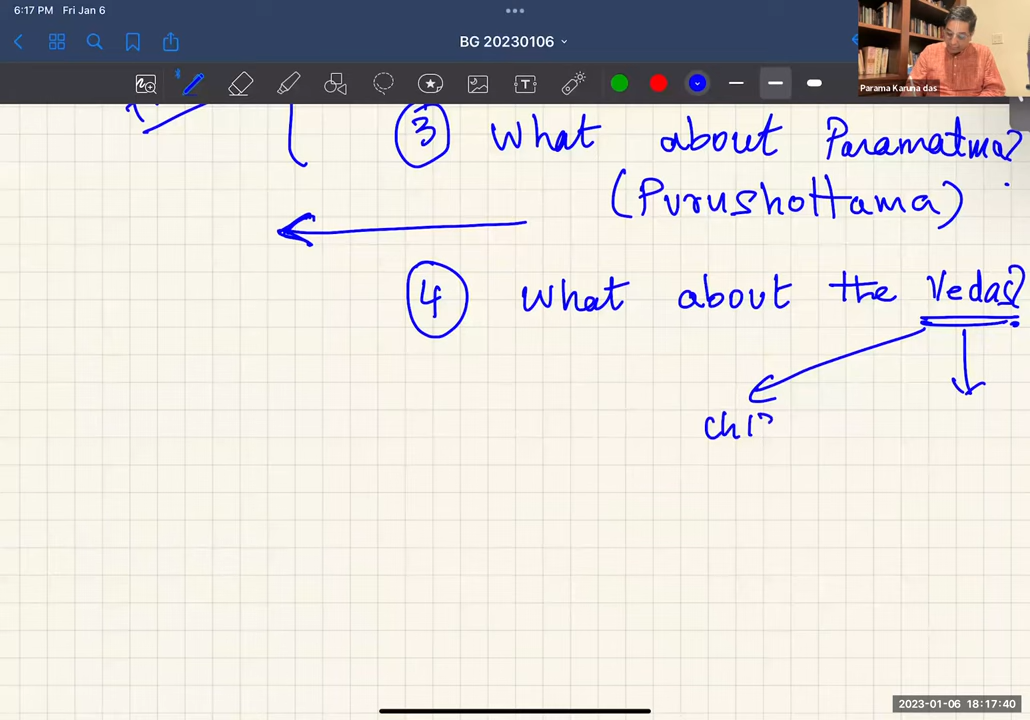 6:17 PM Fri Jan 6
BG 20230106
Parama Karuna das
3 What about Paramatma?
(Purushottama)
4 What about the Vedas?
2023-01-06 18:17:40